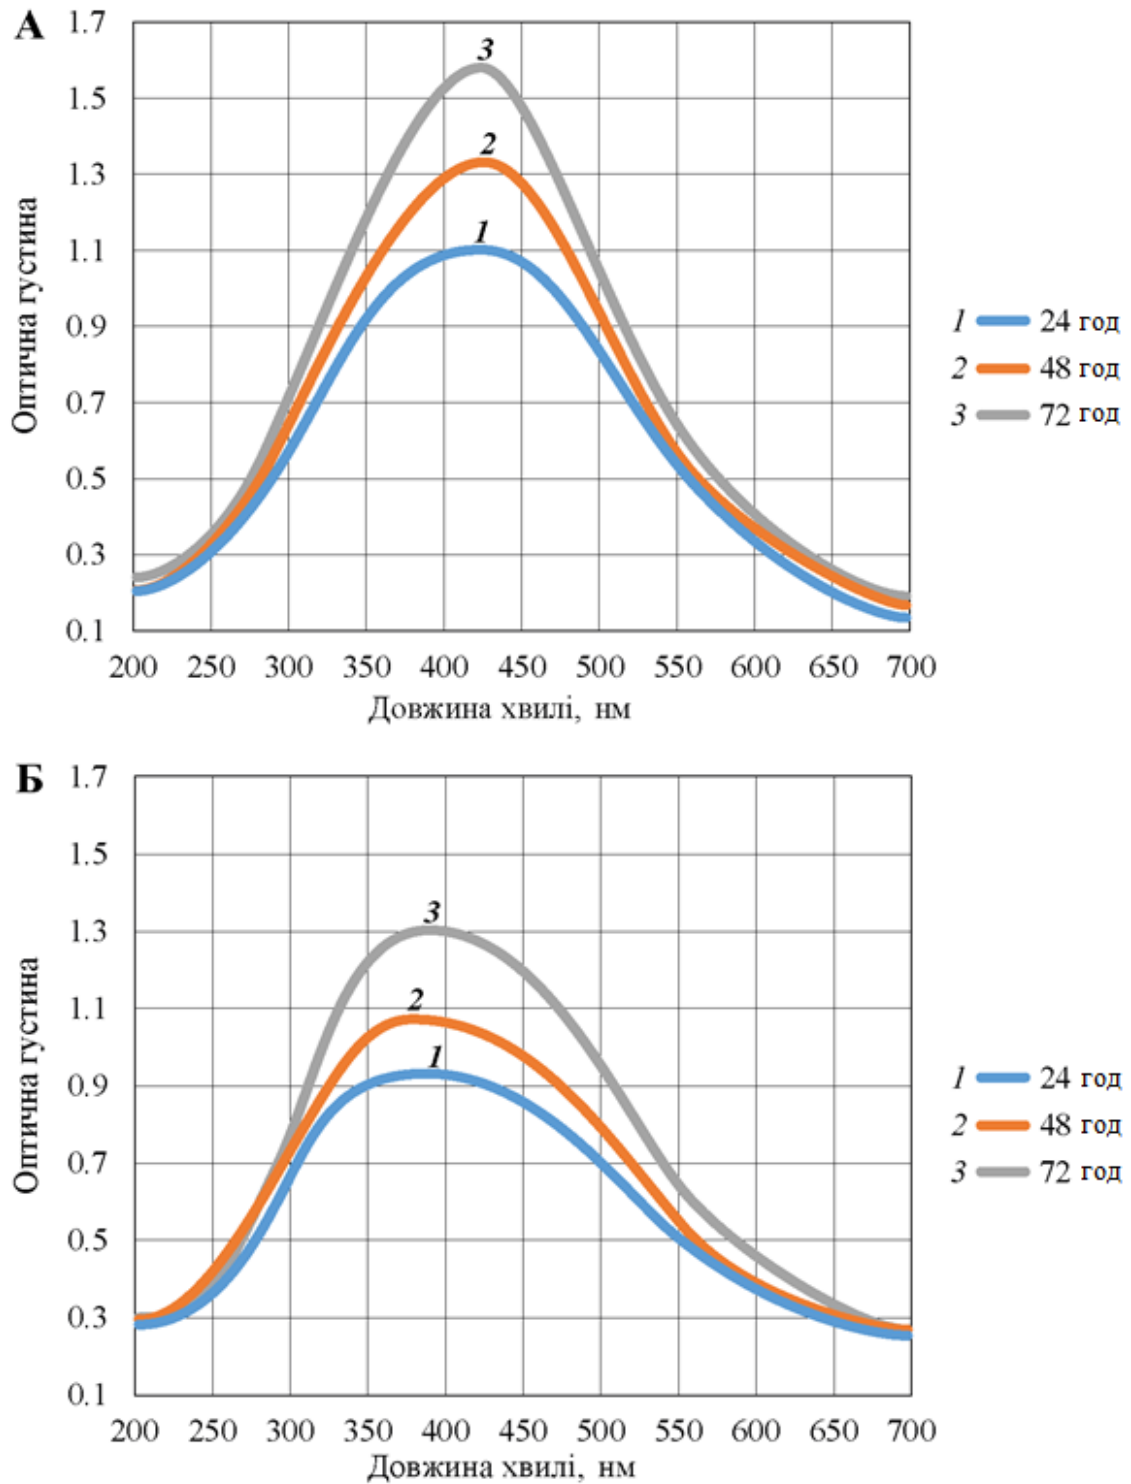 А
1.7
1.5
1.3
1.1
0.9
0.7
0.5
0.3
0.1
Оптична густина
3
2
1
200 250 300 350 400 450 500 550 600 650 700
Довжина хвилі, нм
1 24 год
2 48 год
3 72 год
Б
1.7
1.5
1.3
1.1
0.9
0.7
0.5
0.3
0.1
Оптична густина
3
2
1
200 250 300 350 400 450 500 550 600 650 700
Довжина хвилі, нм
1 24 год
2 48 год
3 72 год